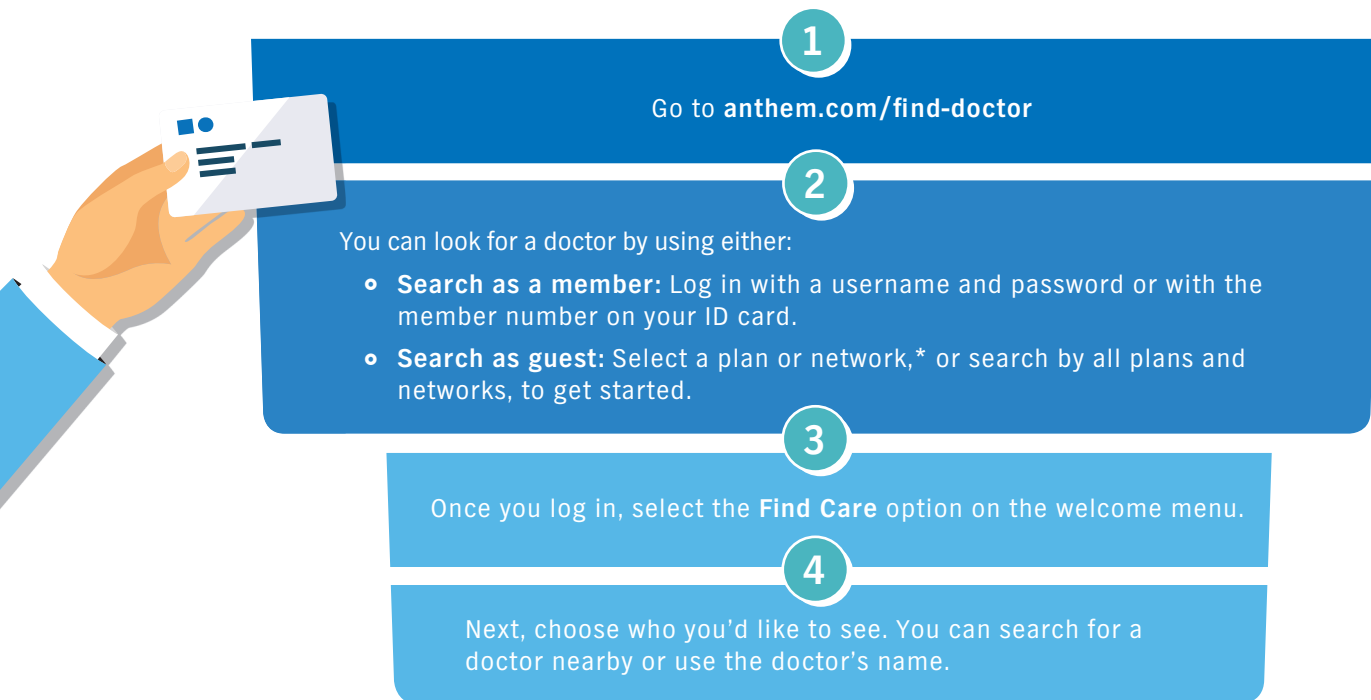 1
Go to anthem.com/find-doctor
2
You can look for a doctor by using either:
Search as a member: Log in with a username and password or with the
member number on your ID card.
Search as guest: Select a plan or network,* or search by all plans and
networks, to get started.
3
Once you log in, select the Find Care option on the welcome menu.
4
Next, choose who you’d like to see. You can search for a
doctor nearby or use the doctor’s name.